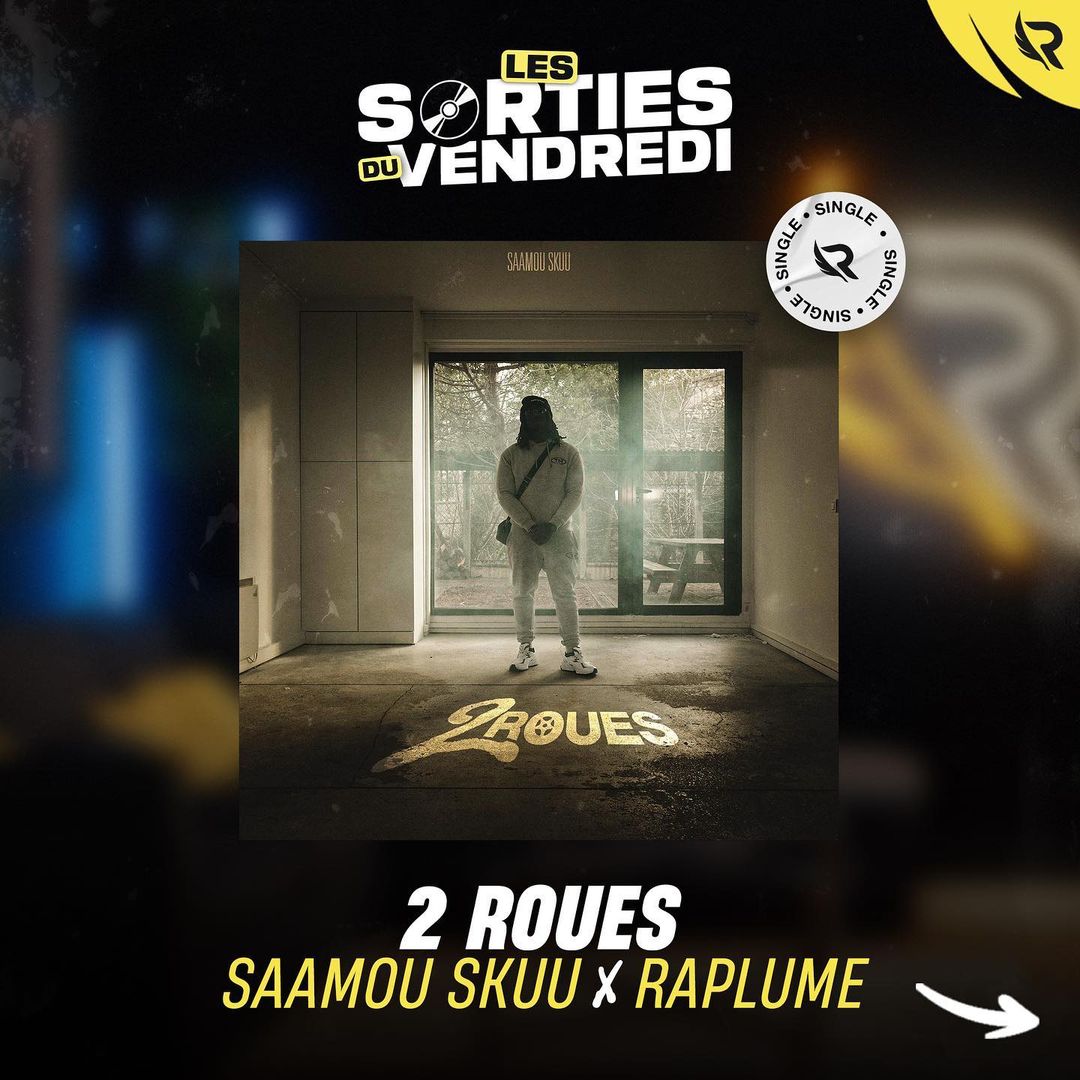 LES
SORTIES
DU VENDREDI
SINGLE • SINGLE • SINGLE • SINGLE •
SAAMOU SKUU
2ROUES
2 ROUES
SAAMOU SKUU X RAPLUME